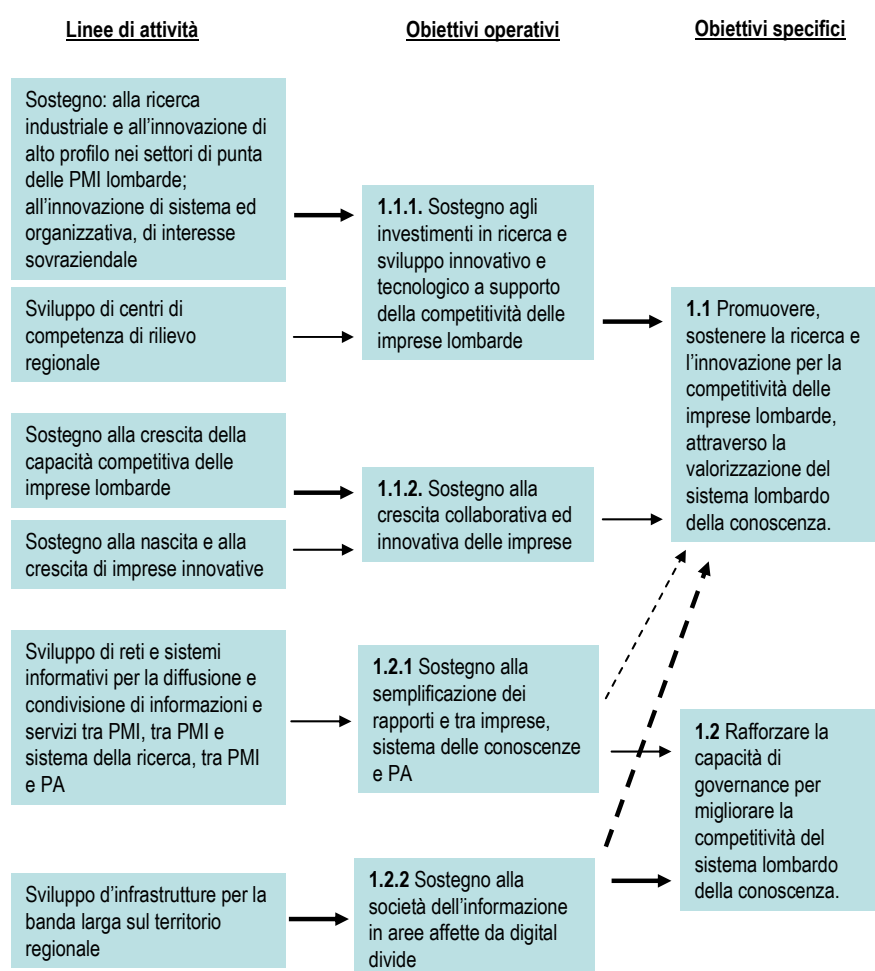 Linee di attività
Obiettivi operativi
Obiettivi specifici
Sostegno: alla ricerca
industriale e all'innovazione di
alto profilo nei settori di punta
delle PMI lombarde;
all'innovazione di sistema ed
organizzativa, di interesse
sovraziendale
Sviluppo di centri di
competenza di rilievo
regionale
Sostegno alla crescita della
capacità competitiva delle
imprese lombarde
Sostegno alla nascita e alla
crescita di imprese innovative
Sviluppo di reti e sistemi
informativi per la diffusione e
condivisione di informazioni e
servizi tra PMI, tra PMI e
sistema della ricerca, tra PMI
e PA
Sviluppo d'infrastrutture per la
banda larga sul territorio
regionale
1.1.1. Sostegno agli
investimenti in ricerca e
sviluppo innovativo e
tecnologico a supporto
della competitività delle
imprese lombarde
1.1.2. Sostegno alla
crescita collaborativa ed
innovativa delle imprese
1.2.1 Sostegno alla
semplificazione dei
rapporti e tra imprese,
sistema delle conoscenze
e PA
1.2.2 Sostegno alla
società dell'informazione
in aree affette da digital
divide
1.1 Promuovere,
sostenere la ricerca e
l'innovazione per la
competitività delle
imprese lombarde,
attraverso la
valorizzazione del
sistema lombardo
della conoscenza.
1.2 Rafforzare la
capacità di
governance per
migliorare la
competitività del
sistema lombardo
della conoscenza.